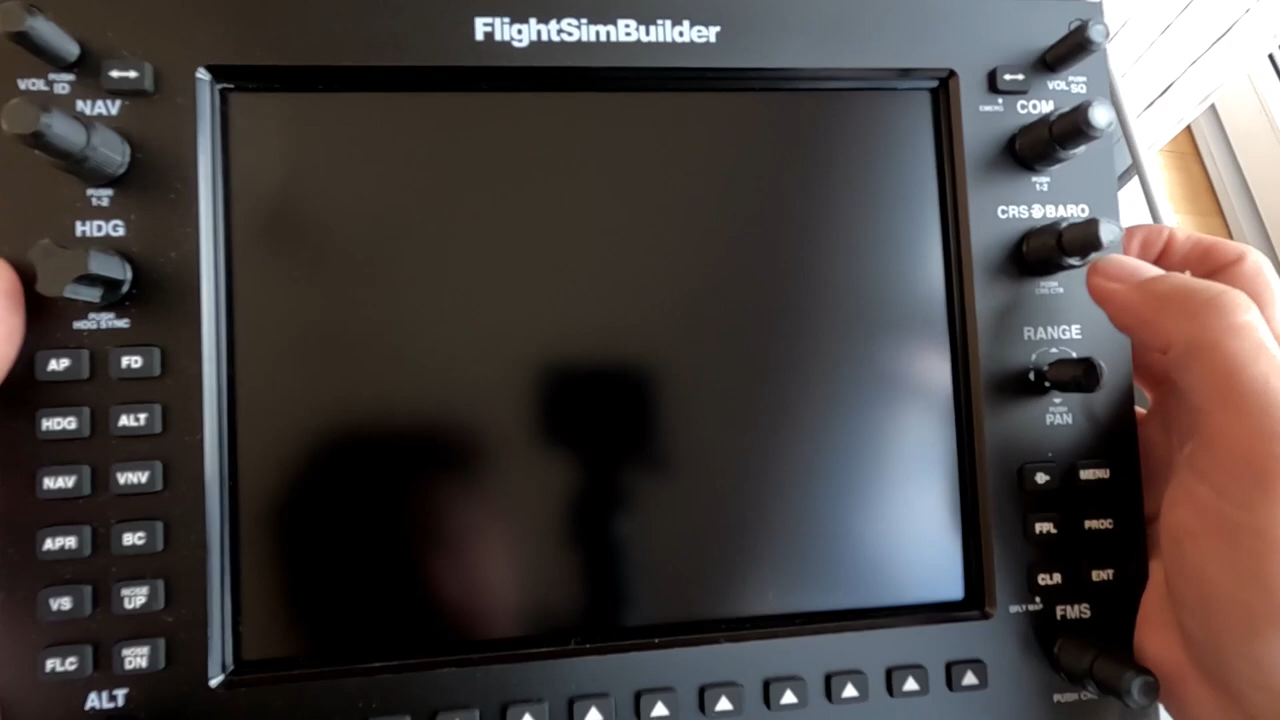 FlightSimBuilder
VOL PUSH ID
NAV
PUSH
1-2
HDG
PUSH
HDG SYNC
AP FD
HDG ALT
NAV VNV
APR BC
VS NOSE UP
FLC NOSE DN
ALT
VOL PUSH SQ
EMERG
COM
PUSH
1-2
CRS BARO
PUSH
CRS CTR
RANGE
PUSH
PAN
D MENU
FPL PROC
CLR ENT
DFLT MAP
FMS
PUSH